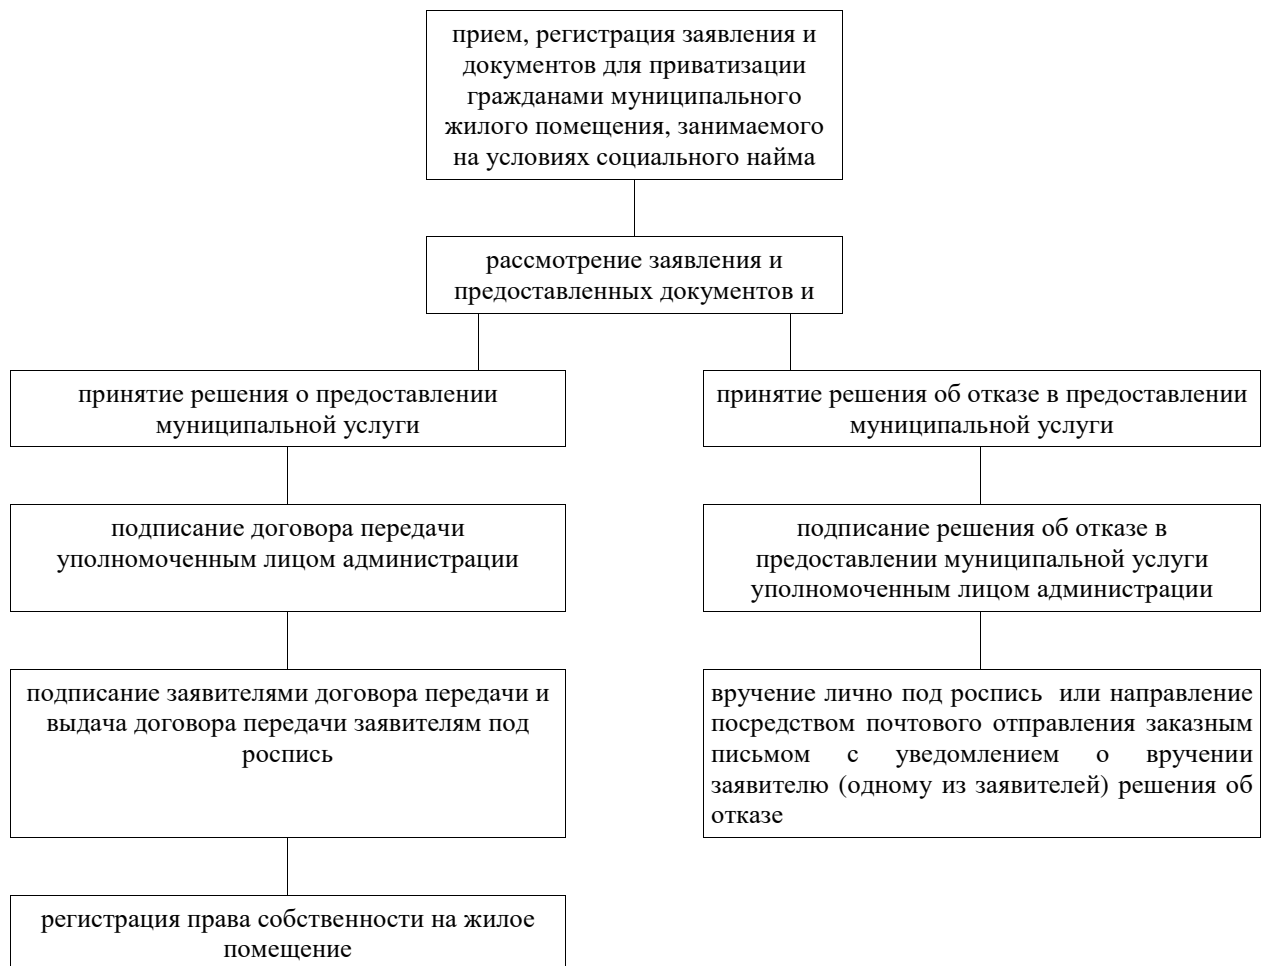 прием, регистрация заявления и
документов для приватизации
гражданами муниципального
жилого помещения, занимаемого
на условиях социального найма
рассмотрение заявления и
предоставленных документов и
принятие решения о предоставлении
муниципальной услуги
принятие решения об отказе в предоставлении
муниципальной услуги
подписание договора передачи
уполномоченным лицом администрации
подписание решения об отказе в
предоставлении муниципальной услуги
уполномоченным лицом администрации
подписание заявителями договора передачи и
выдача договора передачи заявителям под
роспись
вручение лично под роспись или направление
посредством почтового отправления заказным
письмом с уведомлением о вручении
заявителю (одному из заявителей) решения об
отказе
регистрация права собственности на жилое
помещение